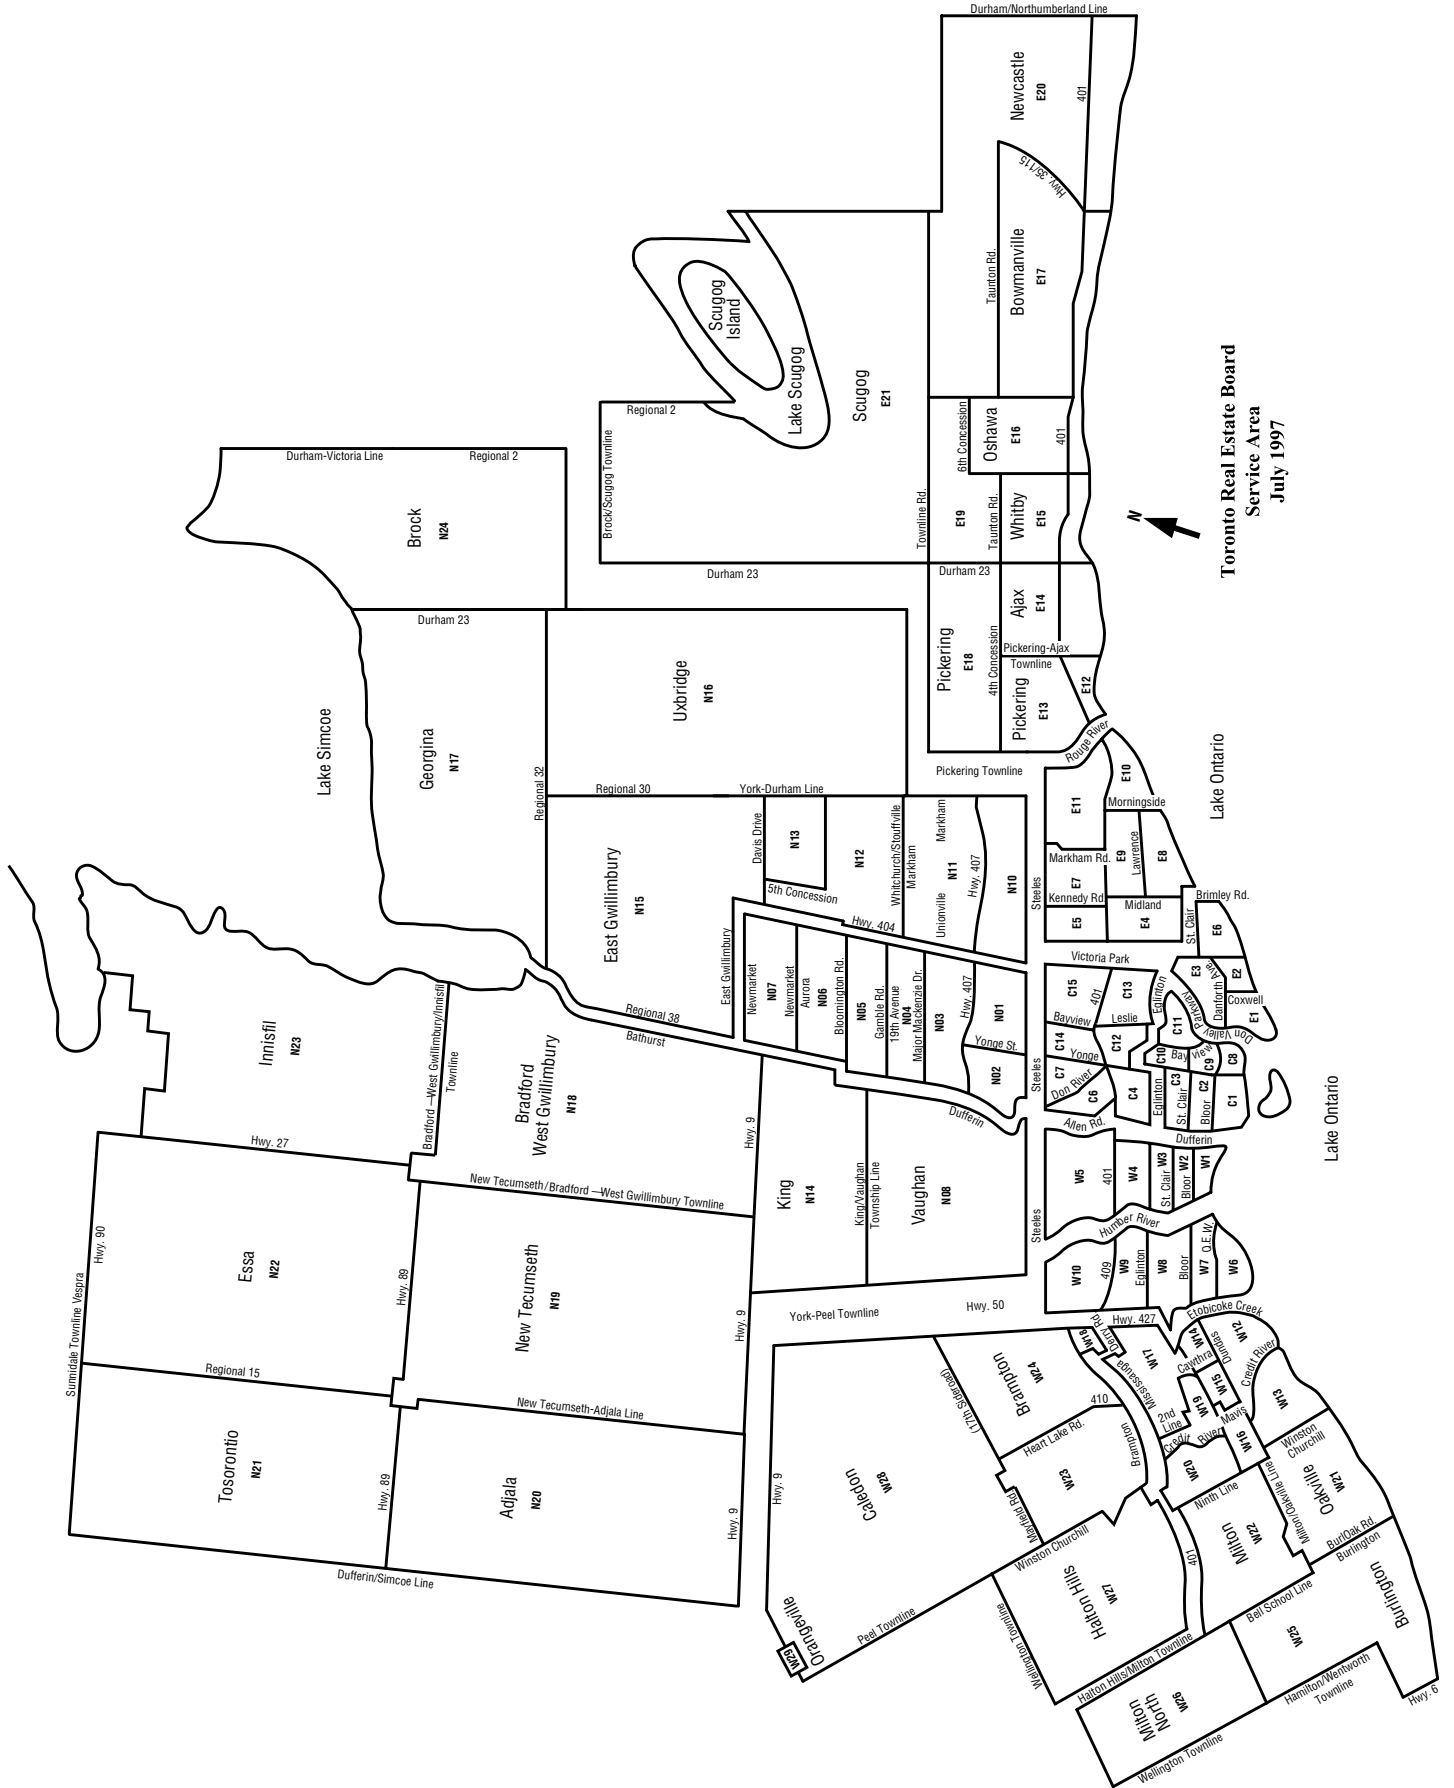 Durham/Northumberland Line
Newcastle
E20
401
Hwy. 35/115
Taunton Rd.
Bowmanville
E17
Scugog
Island
Lake Scugog
Scugog
E21
Regional 2
Brock/Scugog Townline
Durham 23
Townline Rd.
6th Concession
Oshawa
E16
401
E19
Taunton Rd.
Whitby
E15
Durham 23
Ajax
E14
Pickering
E18
4th Concession
Pickering-Ajax
Townline
Pickering
E13
E12
Rouge River
Pickering Townline
N
Toronto Real Estate Board
Service Area
July 1997
Durham-Victoria Line
Regional 2
Brock
N24
Durham 23
Lake Simcoe
Georgina
N17
Regional 32
Uxbridge
N16
Regional 30
York-Durham Line
East Gwillimbury
N15
Davis Drive
N13
5th Concession
N12
Whitchurch/Stouffville
Markham
Hwy. 404
Unionville
N11
Markham
Hwy. 407
N10
Steeles
East Gwillimbury
Newmarket
N07
Newmarket
Aurora
N06
Bloomington Rd.
N05
Gamble Rd.
19th Avenue
N04
Major Mackenzie Dr.
N03
Hwy. 407
N01
Yonge St.
N02
Steeles
Regional 38
Bathurst
Dufferin
Innisfil
N23
Bradford —West Gwillimbury/Innisfil
Townline
Bradford
West Gwillimbury
N18
Hwy. 27
New Tecumseth/Bradford —West Gwillimbury Townline
Hwy. 9
King
N14
King/Vaughan
Township Line
Vaughan
N08
Steeles
Hwy. 90
Sunnidale Townline Vespra
Essa
N22
Hwy. 89
New Tecumseth
N19
Hwy. 9
Regional 15
New Tecumseth-Adjala Line
Tosorontio
N21
Hwy. 89
Adjala
N20
Hwy. 9
Dufferin/Simcoe Line
York-Peel Townline
Hwy. 50
E11
E10
Morningside
Markham Rd.
E9
Lawrence
E8
E7
Kennedy Rd.
Midland
E5
E4
St. Clair
Brimley Rd.
E6
Victoria Park
C15
401
C13
Eglinton
E3
Danforth Ave.
E2
Coxwell
E1
Don Valley Parkway
Bayview
Leslie
C11
C14
Yonge
C12
C10
Bayview
C9
C8
C7
Don River
C6
C4
Eglinton
C3
St. Clair
C2
Bloor
C1
Allen Rd.
Dufferin
W5
401
W4
W3
St. Clair
W2
Bloor
W1
Humber River
W10
409
W9
Eglinton
W8
Bloor
W7
Q.E.W.
W6
Lake Ontario
Lake Ontario
Hwy. 427
Etobicoke Creek
W18
Derry Rd
W17
W14
Dundas
W12
Cawthra
W15
Credit River
W13
Mississauga
2nd
Line
W19
Mavis
Credit River
W16
W20
Winston
Churchill
(17th Sideroad)
Brampton
W24
410
Heart Lake Rd.
Brampton
W23
Mayfield Rd.
Hwy. 9
Caledon
W28
Winston Churchill
Orangeville
W29
Peel Townline
Wellington Townline
Halton Hills
W27
401
Halton Hills/Milton Townline
Ninth Line
Milton/Oakville Line
Milton
W22
Oakville
W21
BurlOak Rd.
Burlington
Bell School Line
W25
Burlington
Hamilton/Wentworth
Townline
Hwy. 6
Milton
North
W26
Wellington Townline